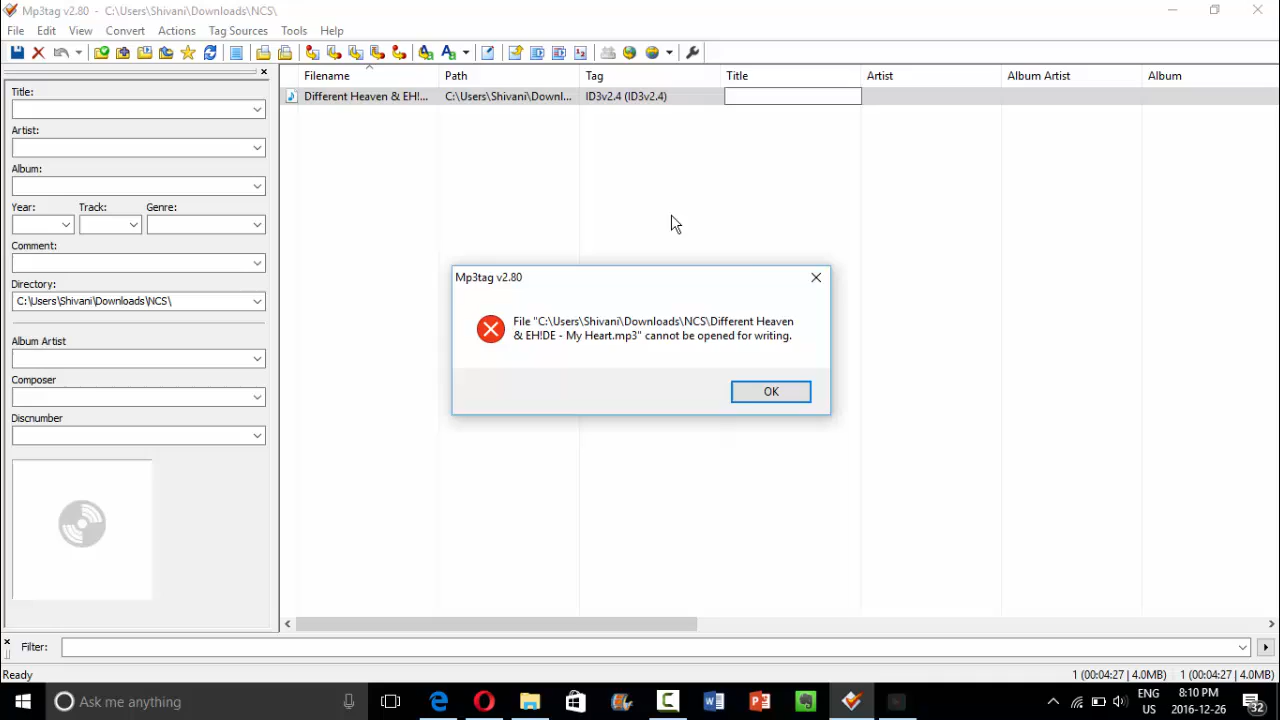 Mp3tag v2.80 - C:\Users\Shivani\Downloads\NCS\
File Edit View Convert Actions Tag Sources Tools Help
Filename Path Tag Title Artist Album Artist Album
Different Heaven & EH!... C:\Users\Shivani\Downl... ID3v2.4 (ID3v2.4)
Title:
Artist:
Album:
Year: Track: Genre:
Comment:
Directory:
C:\Users\Shivani\Downloads\NCS\
Album Artist
Composer
Discnumber
Mp3tag v2.80
File "C:\Users\Shivani\Downloads\NCS\Different Heaven
& EH!DE - My Heart.mp3" cannot be opened for writing.
OK
Filter:
Ready 1 (00:04:27 | 4.0MB) 1 (00:04:27 | 4.0MB)
Ask me anything
ENG
US
8:10 PM
2016-12-26
32